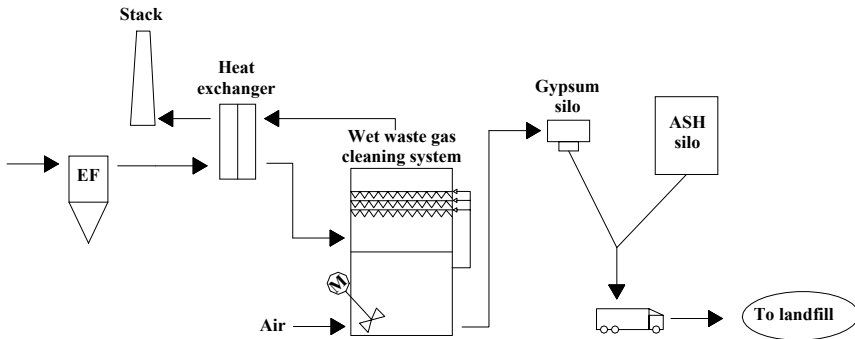 Stack
Heat
exchanger
Gypsum
silo
ASH
silo
Wet waste gas
cleaning system
EF
M
Air
To landfill